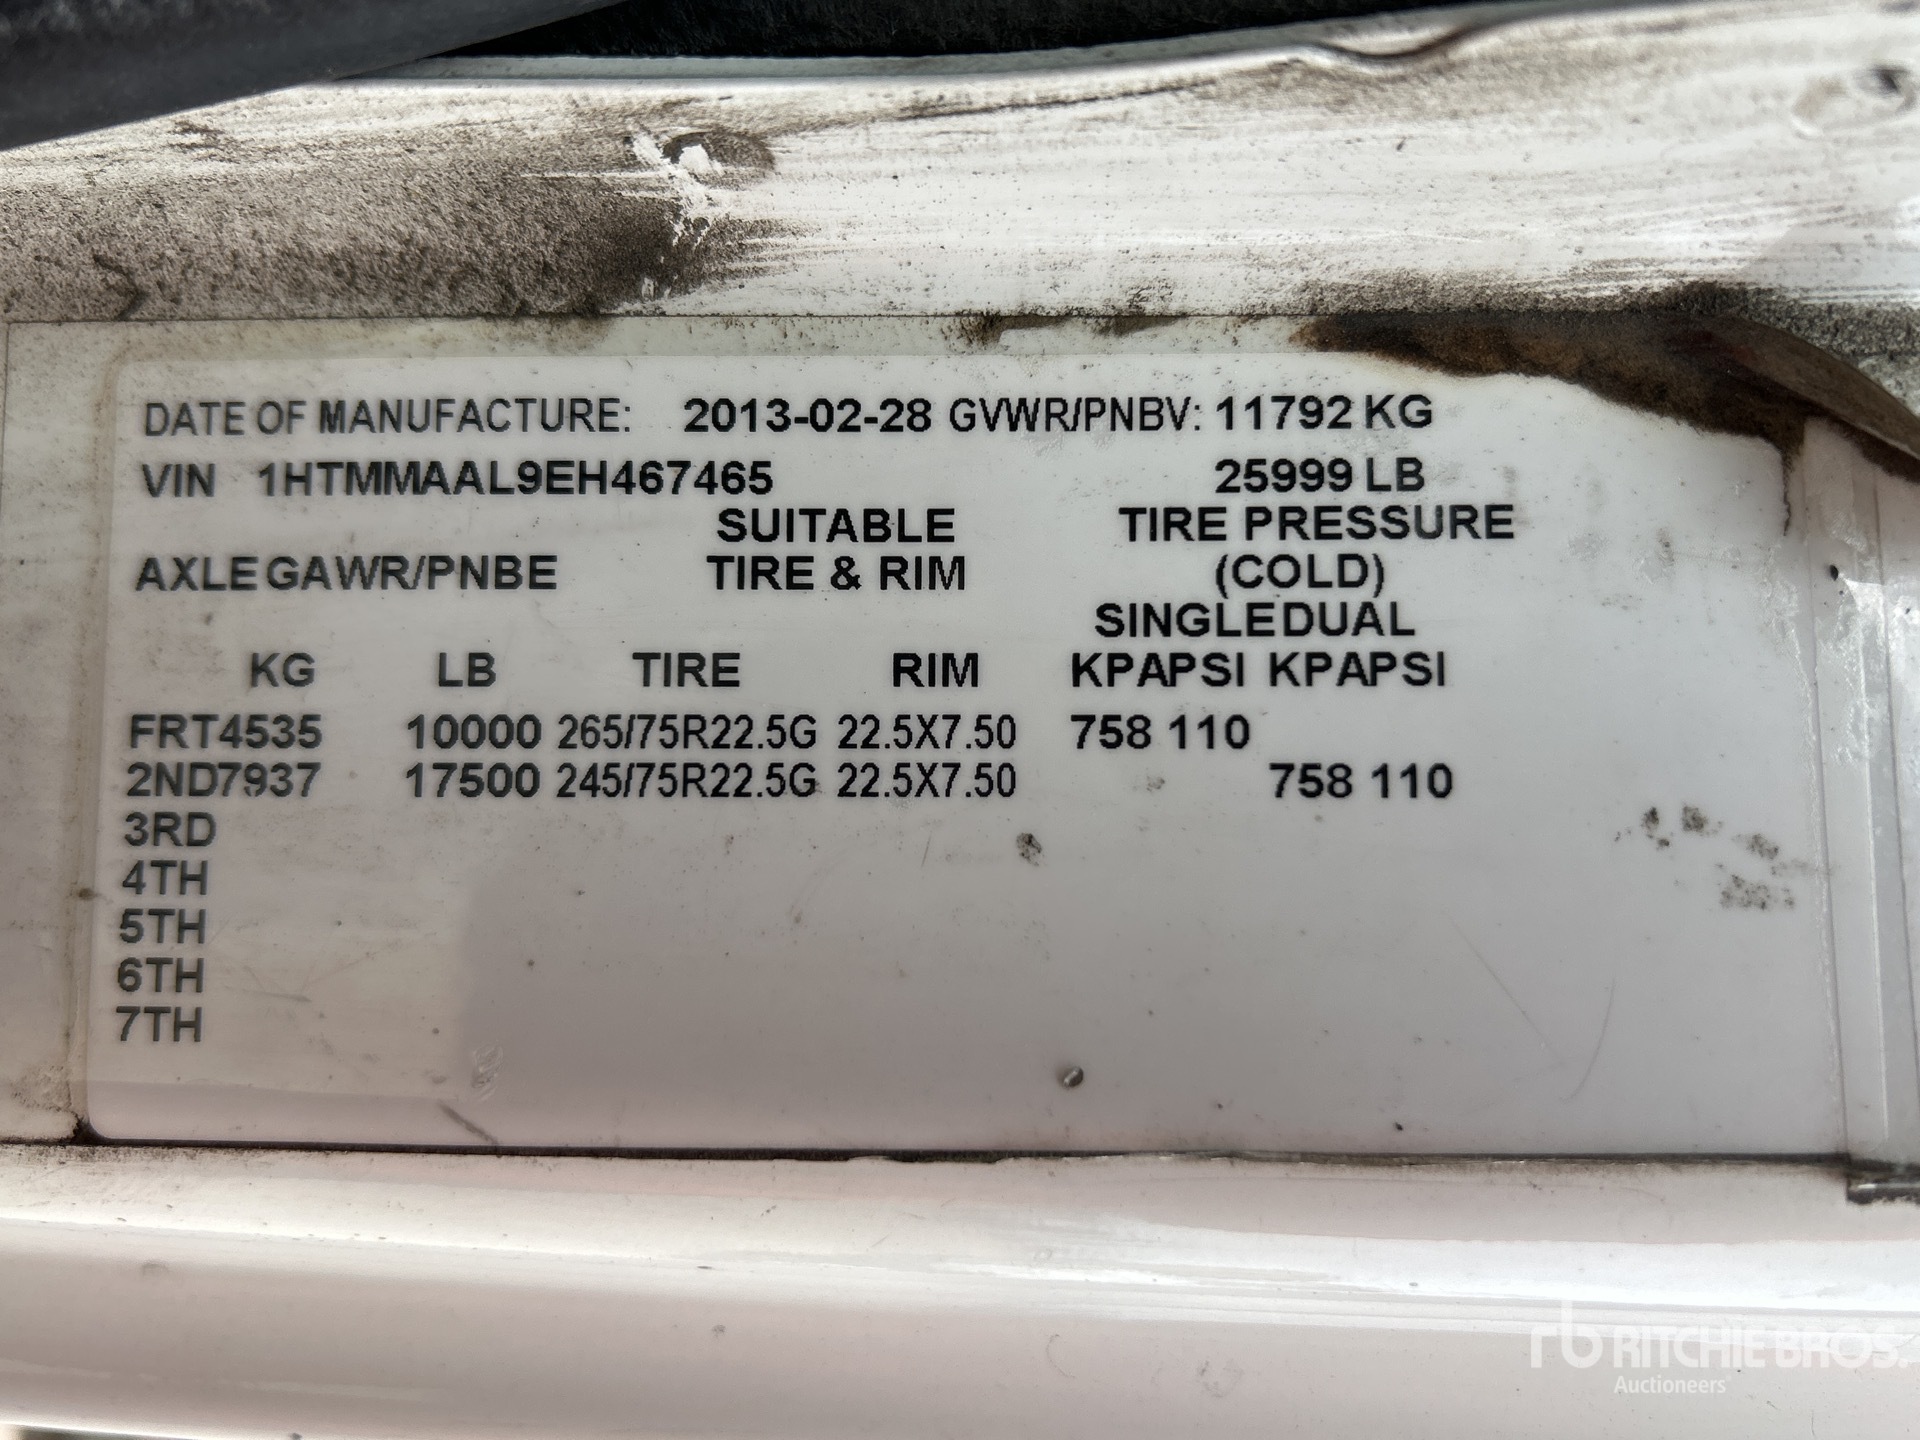 DATE OF MANUFACTURE: 2013-02-28 GVWR/PNBV: 11792 KG
VIN 1HTMMAAL9EH467465 25999 LB
SUITABLE TIRE PRESSURE
AXLE GAWR/PNBE TIRE & RIM (COLD)
SINGLE DUAL
KG LB TIRE RIM KPA PSI KPA PSI
FRT 4535 10000 265/75R22.5G 22.5X7.50 758 110
2ND 7937 17500 245/75R22.5G 22.5X7.50 758 110
3RD
4TH
5TH
6TH
7TH
rb RITCHIE BROS.
Auctioneers